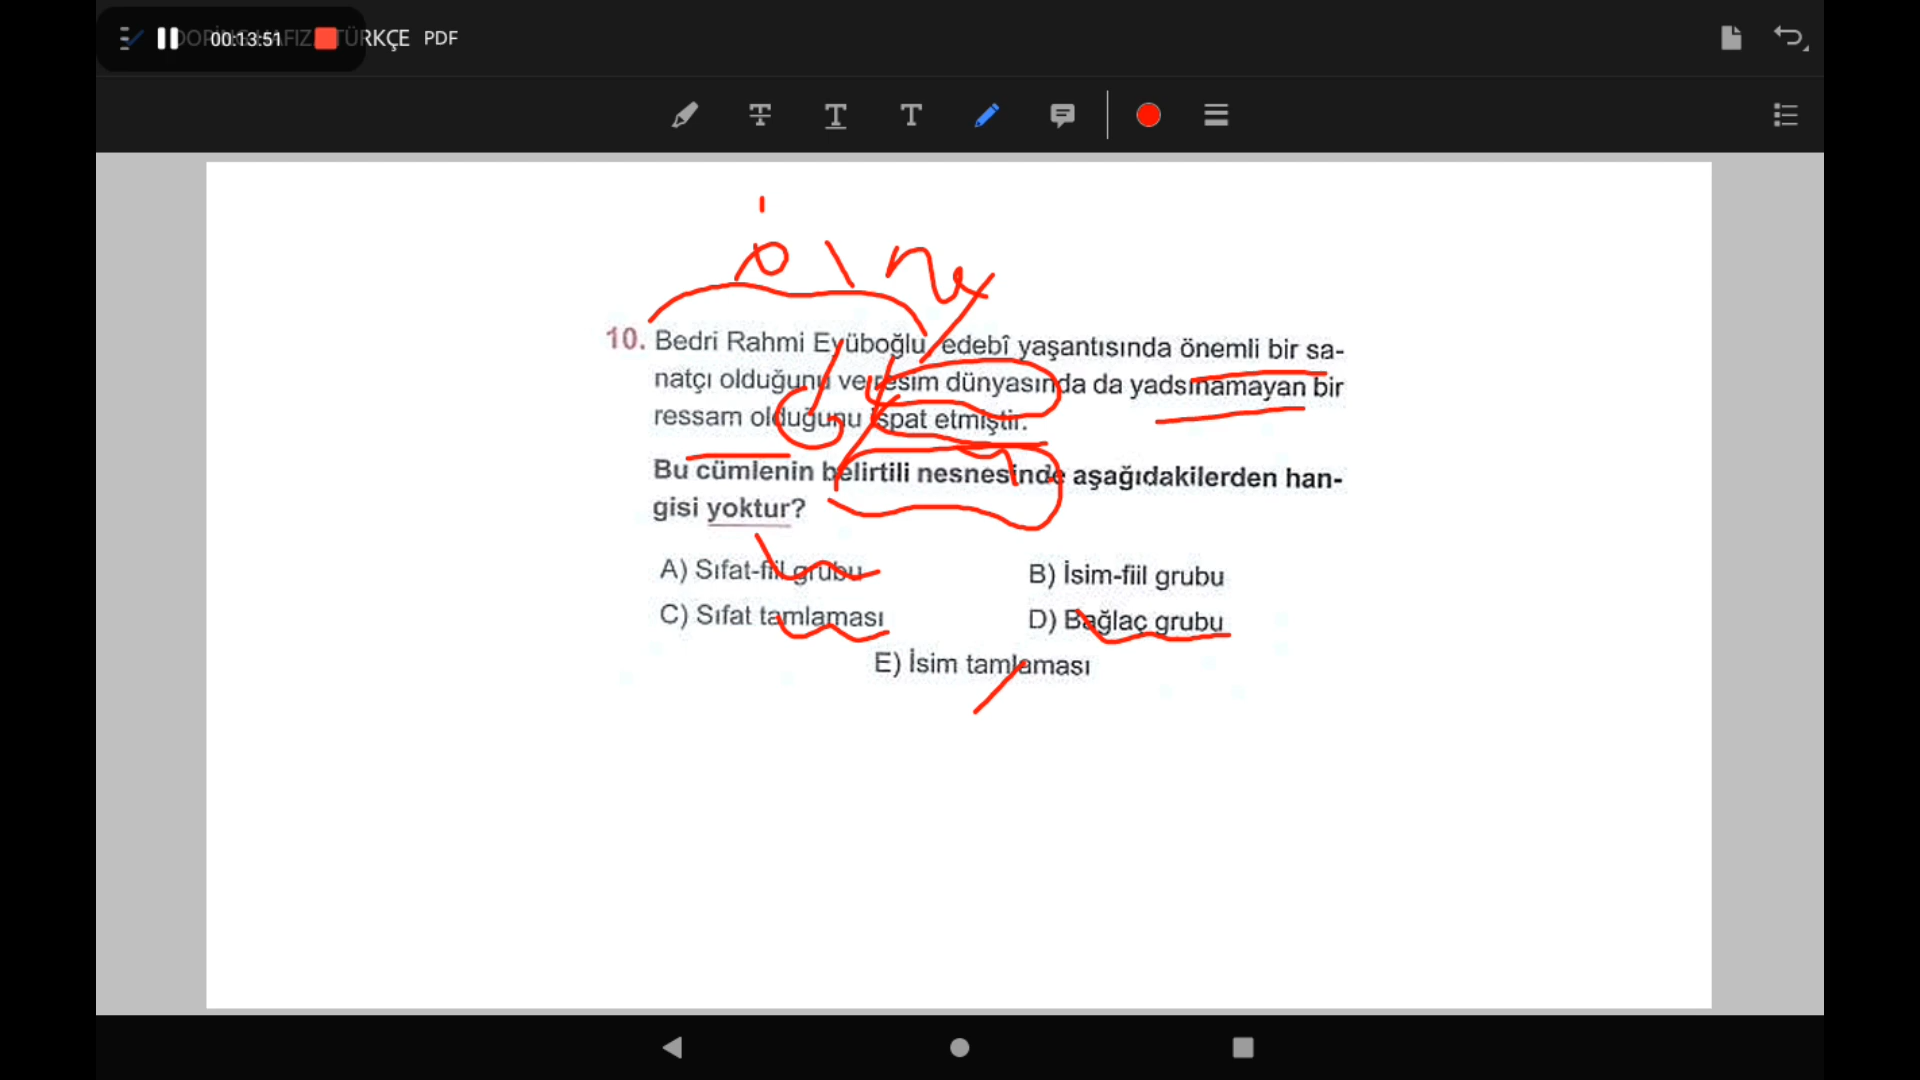 00:13:51 TÜRKÇE PDF
10. Bedri Rahmi Eyüboğlu, edebî yaşantısında önemli bir sa-
natçı olduğunu ve resim dünyasında da yadsınamayan bir
ressam olduğunu ispat etmiştir.
Bu cümlenin belirtili nesnesinde aşağıdakilerden han-
gisi yoktur?
A) Sıfat-fiil grubu
B) İsim-fiil grubu
C) Sıfat tamlaması
D) Bağlaç grubu
E) İsim tamlaması